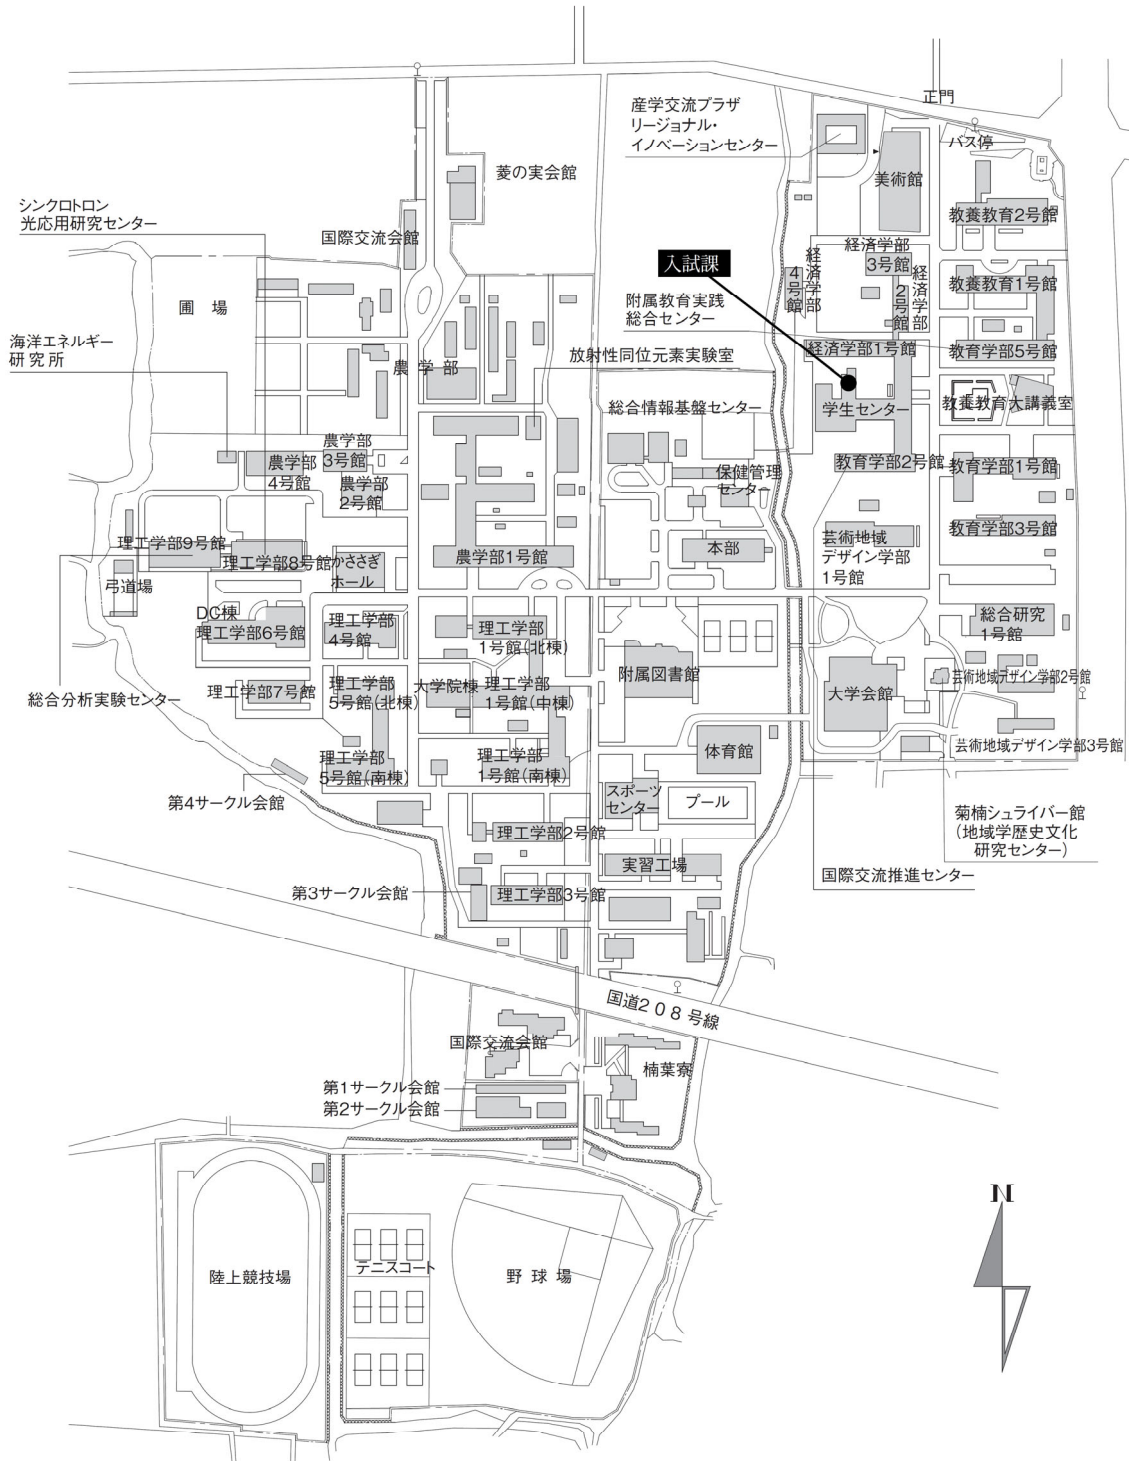 正門
産学交流プラザ
リージョナル・
イノベーションセンター
バス停
菱の実会館
美術館
シンクロトロン
光応用研究センター
教養教育2号館
国際交流会館
経済学部
3号館
入試課
経済学部
4号館
経済学部
2号館
教養教育1号館
圃 場
附属教育実践
総合センター
海洋エネルギー
研 究 所
放射性同位元素実験室
経済学部1号館
教育学部5号館
農 学 部
総合情報基盤センター
学生センター
教養教育大講義室
農学部
3号館
農学部
4号館
農学部
2号館
保健管理
センター
教育学部2号館
教育学部1号館
教育学部3号館
理工学部9号館
理工学部8号館
かささぎ
ホール
農学部1号館
本部
芸術地域
デザイン学部
1号館
弓道場
DC棟
理工学部6号館
理工学部
4号館
理工学部
1号館(北棟)
総合研究
1号館
附属図書館
大学会館
芸術地域デザイン学部2号館
総合分析実験センター
理工学部7号館
理工学部
5号館(北棟)
大学院棟
理工学部
1号館(中棟)
芸術地域デザイン学部3号館
理工学部
5号館(南棟)
理工学部
1号館(南棟)
体育館
第4サークル会館
スポーツ
センター
プール
菊楠シュライバー館
(地域学歴史文化
研究センター)
理工学部2号館
実習工場
国際交流推進センター
第3サークル会館
理工学部3号館
国道208号線
国際交流会館
楠葉寮
第1サークル会館
第2サークル会館
N
陸上競技場
テニスコート
野 球 場